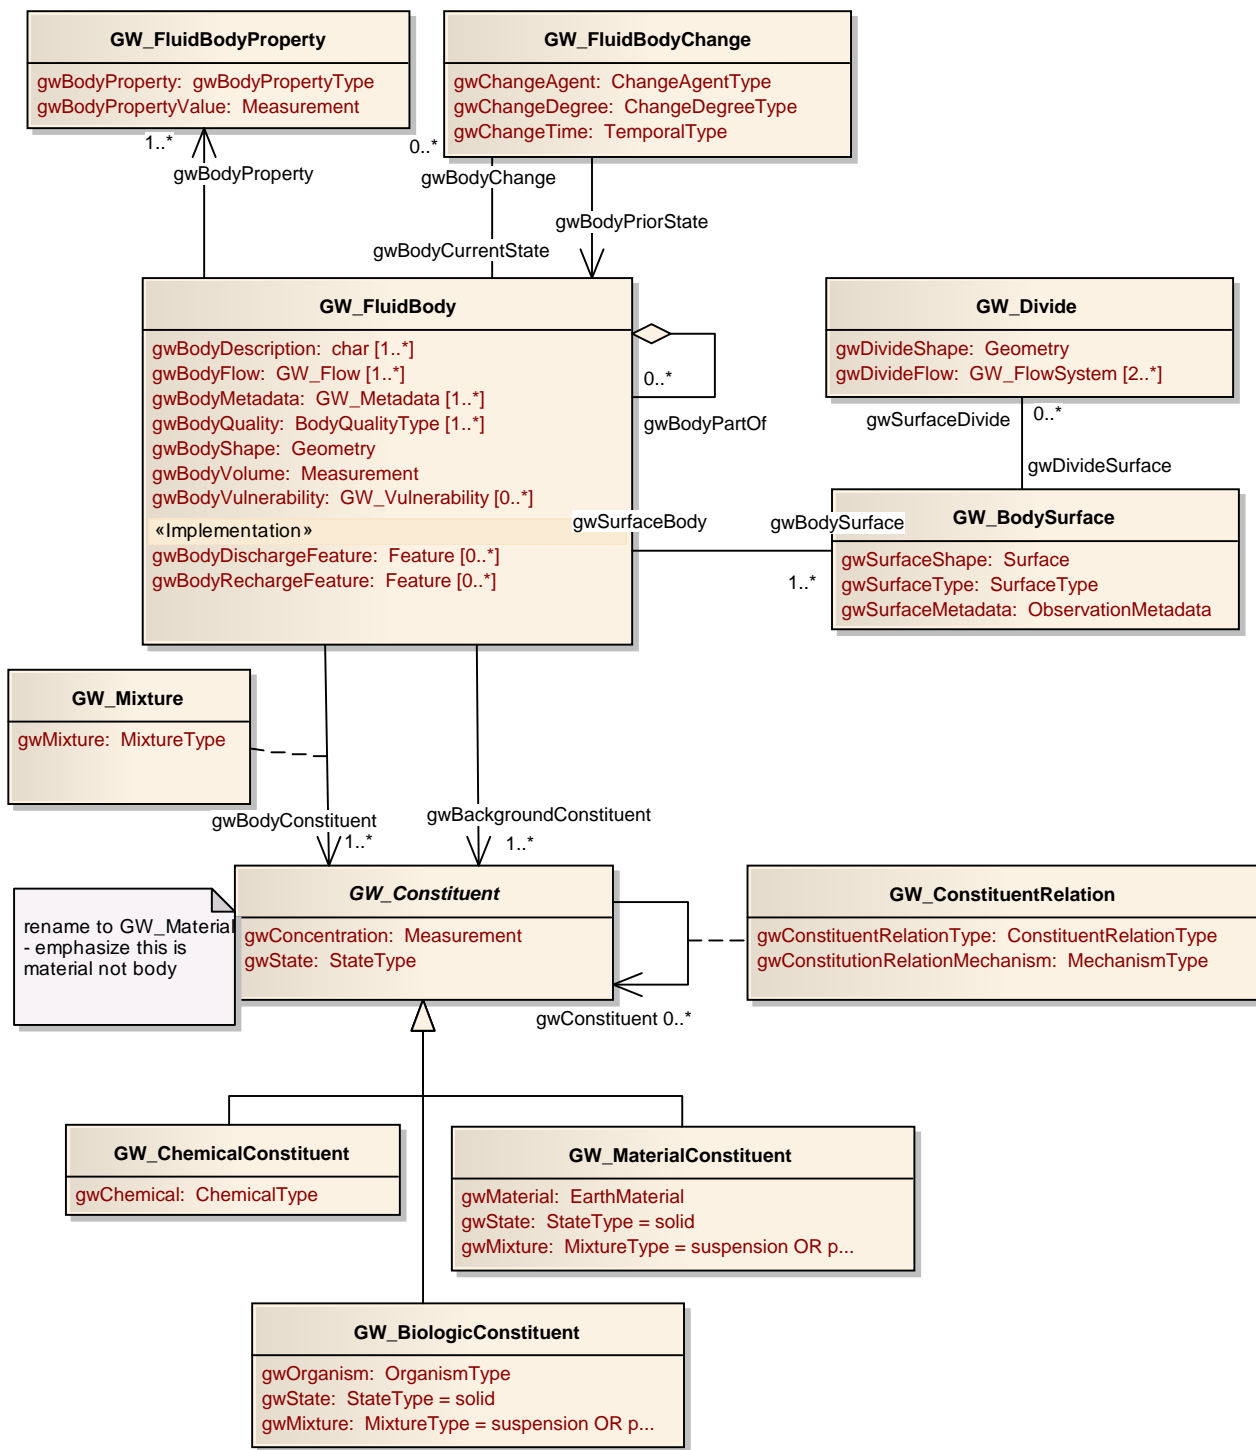 GW_FluidBodyProperty
gwBodyProperty: gwBodyPropertyType
gwBodyPropertyValue: Measurement
GW_FluidBodyChange
gwChangeAgent: ChangeAgentType
gwChangeDegree: ChangeDegreeType
gwChangeTime: TemporalType
1..*
gwBodyProperty
0..*
gwBodyChange
gwBodyPriorState
gwBodyCurrentState
GW_FluidBody
gwBodyDescription: char [1..*]
gwBodyFlow: GW_Flow [1..*]
gwBodyMetadata: GW_Metadata [1..*]
gwBodyQuality: BodyQualityType [1..*]
gwBodyShape: Geometry
gwBodyVolume: Measurement
gwBodyVulnerability: GW_Vulnerability [0..*]
«Implementation»
gwBodyDischargeFeature: Feature [0..*]
gwBodyRechargeFeature: Feature [0..*]
0..*
gwBodyPartOf
GW_Divide
gwDivideShape: Geometry
gwDivideFlow: GW_FlowSystem [2..*]
gwSurfaceDivide
0..*
gwDivideSurface
gwSurfaceBody
gwBodySurface
1..*
GW_BodySurface
gwSurfaceShape: Surface
gwSurfaceType: SurfaceType
gwSurfaceMetadata: ObservationMetadata
GW_Mixture
gwMixture: MixtureType
gwBodyConstituent
1..*
gwBackgroundConstituent
1..*
rename to GW_Material
- emphasize this is
material not body
GW_Constituent
gwConcentration: Measurement
gwState: StateType
gwConstituent 0..*
GW_ConstituentRelation
gwConstituentRelationType: ConstituentRelationType
gwConstitutionRelationMechanism: MechanismType
GW_ChemicalConstituent
gwChemical: ChemicalType
GW_MaterialConstituent
gwMaterial: EarthMaterial
gwState: StateType = solid
gwMixture: MixtureType = suspension OR p...
GW_BiologicConstituent
gwOrganism: OrganismType
gwState: StateType = solid
gwMixture: MixtureType = suspension OR p...